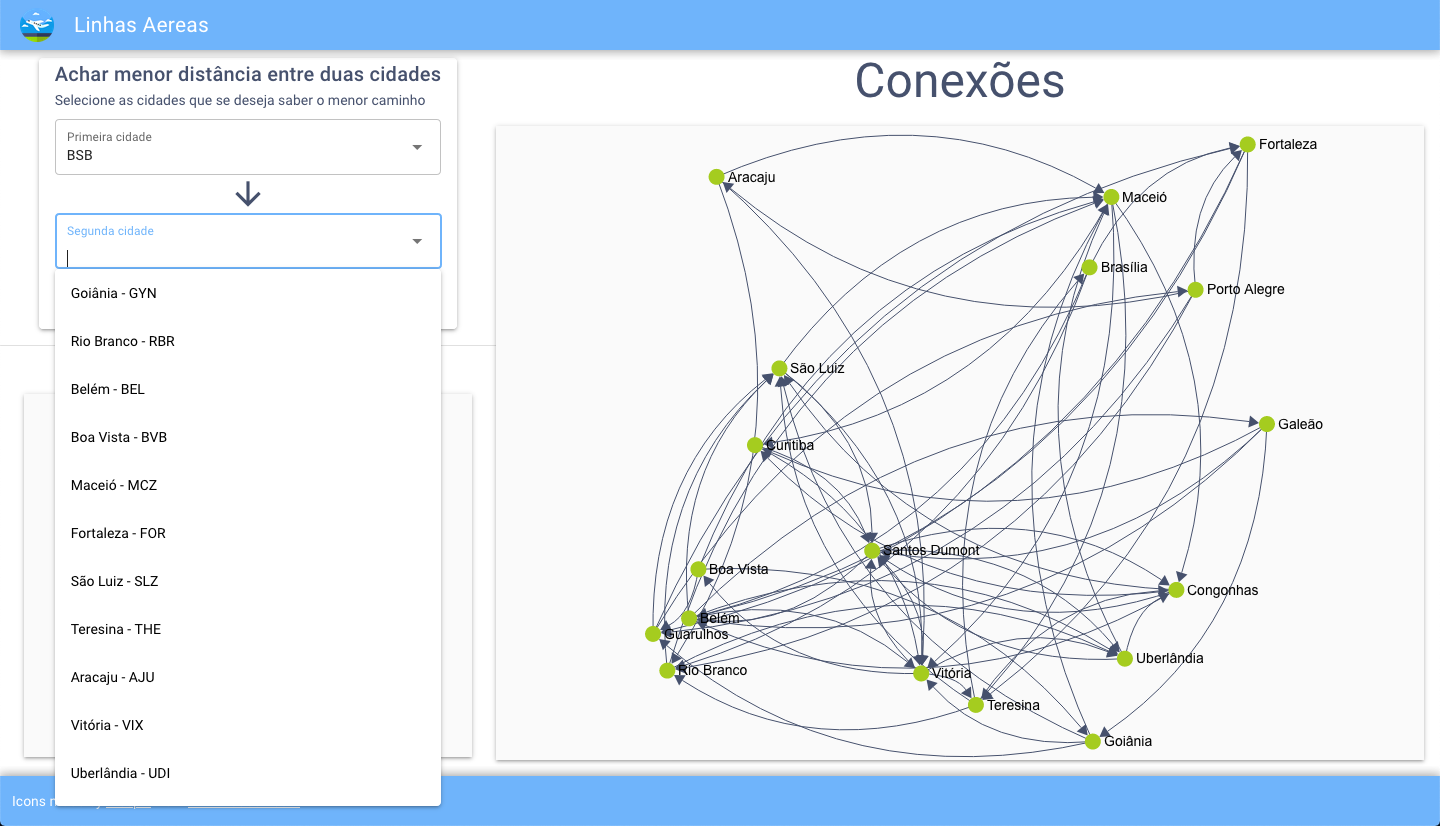 Linhas Aereas
Achar menor distância entre duas cidades
Selecione as cidades que se deseja saber o menor caminho
Primeira cidade
BSB
Segunda cidade
Goiânia - GYN
Rio Branco - RBR
Belém - BEL
Boa Vista - BVB
Maceió - MCZ
Fortaleza - FOR
São Luiz - SLZ
Teresina - THE
Aracaju - AJU
Vitória - VIX
Uberlândia - UDI
Conexões
Fortaleza
Aracaju
Maceió
Brasília
Porto Alegre
São Luiz
Galeão
Curitiba
Santos Dumont
Boa Vista
Congonhas
Belém
Guarulhos
Uberlândia
Rio Branco
Vitória
Teresina
Goiânia
Icons